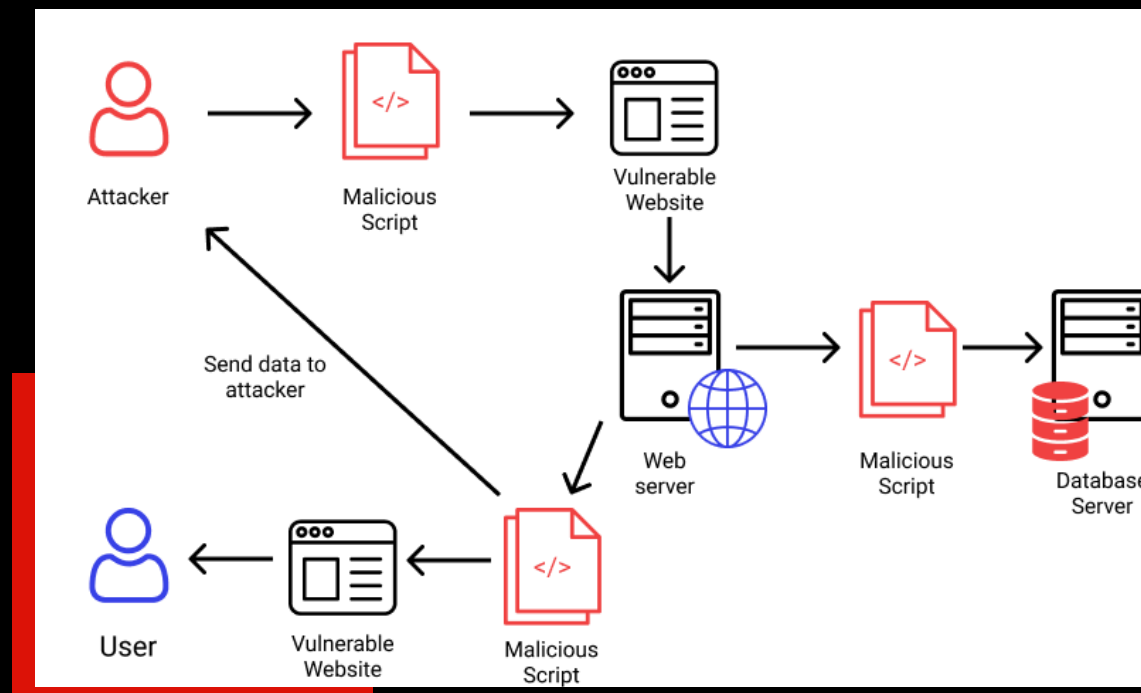 Attacker
Malicious
Script
</>
Vulnerable
Website
Send data to
attacker
Web
server
</>
Malicious
Script
</>
Database
Server
User
Vulnerable
Website
Malicious
Script
</>